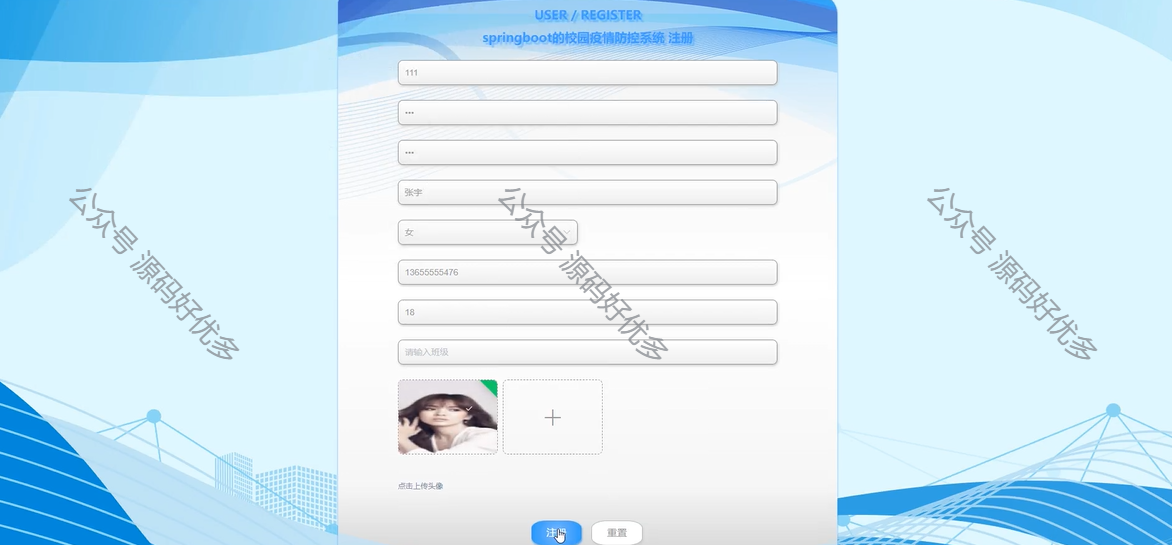 USER / REGISTER
springboot的校园疫情防控系统 注册
111
•••
•••
张宇
女
13655555476
18
请输入班级
点击上传头像
注册
重置
公众号 源码好优多
公众号 源码好优多
公众号 源码好优多